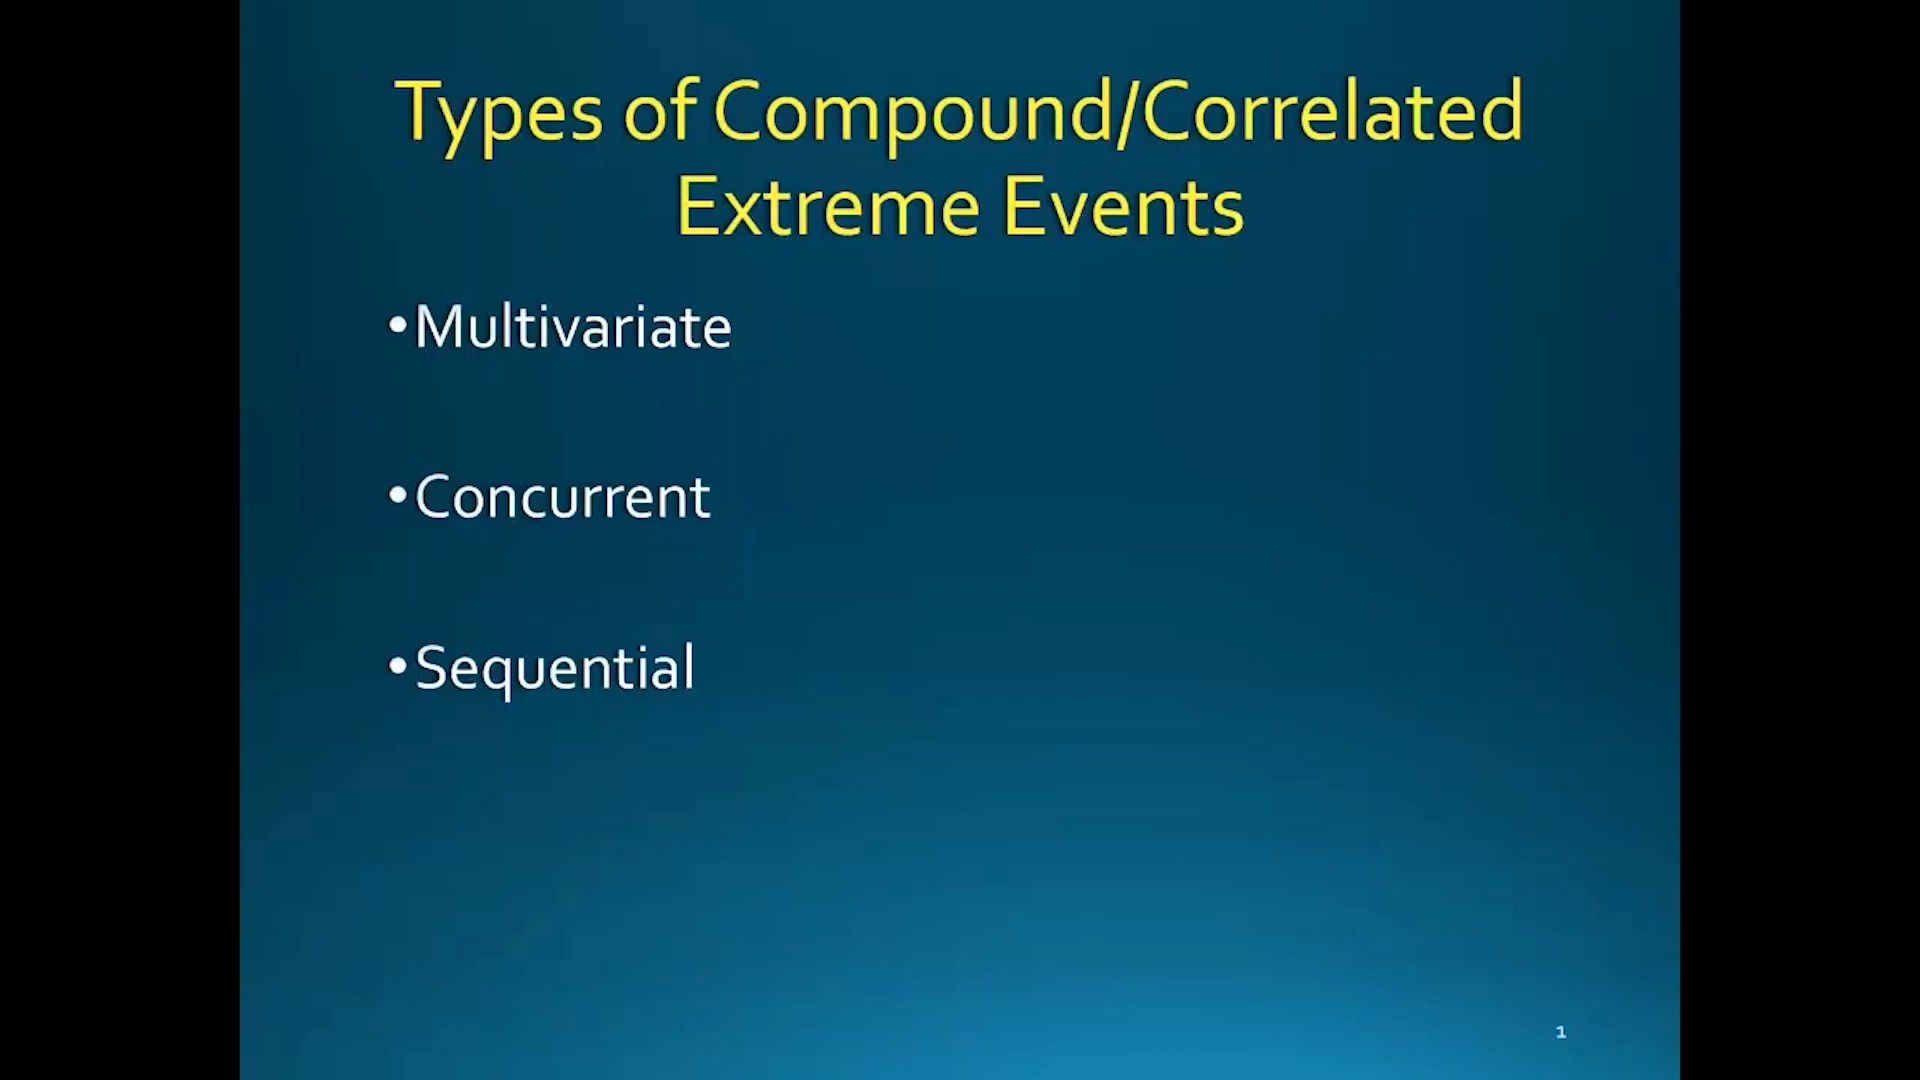 Types of Compound/Correlated
Extreme Events
•Multivariate
•Concurrent
•Sequential
1